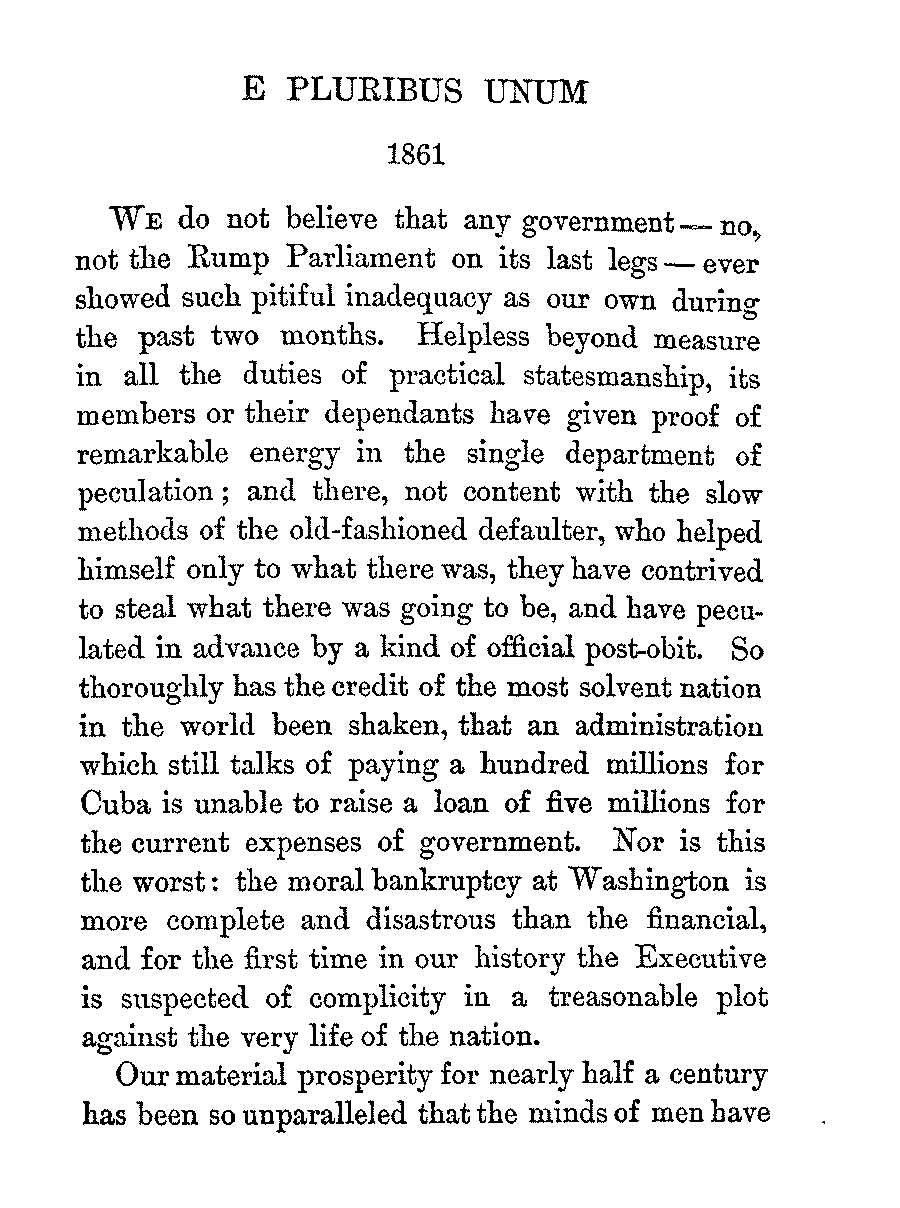 E PLURIBUS UNUM
1861
WE do not believe that any government — no,
not the Rump Parliament on its last legs — ever
showed such pitiful inadequacy as our own during
the past two months. Helpless beyond measure
in all the duties of practical statesmanship, its
members or their dependants have given proof of
remarkable energy in the single department of
peculation; and there, not content with the slow
methods of the old-fashioned defaulter, who helped
himself only to what there was, they have contrived
to steal what there was going to be, and have pecu-
lated in advance by a kind of official post-obit. So
thoroughly has the credit of the most solvent nation
in the world been shaken, that an administration
which still talks of paying a hundred millions for
Cuba is unable to raise a loan of five millions for
the current expenses of government. Nor is this
the worst: the moral bankruptcy at Washington is
more complete and disastrous than the financial,
and for the first time in our history the Executive
is suspected of complicity in a treasonable plot
against the very life of the nation.
Our material prosperity for nearly half a century
has been so unparalleled that the minds of men have